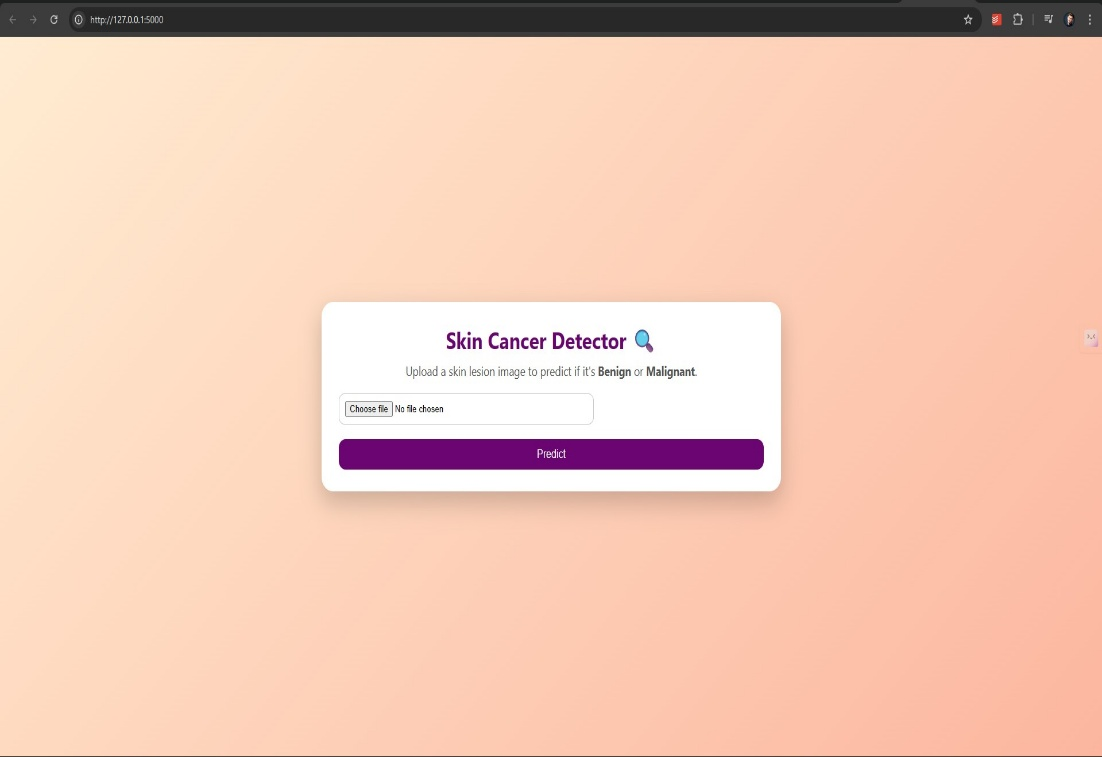 http://127.0.0.1:5000
Skin Cancer Detector
Upload a skin lesion image to predict if it's Benign or Malignant.
Choose file No file chosen
Predict